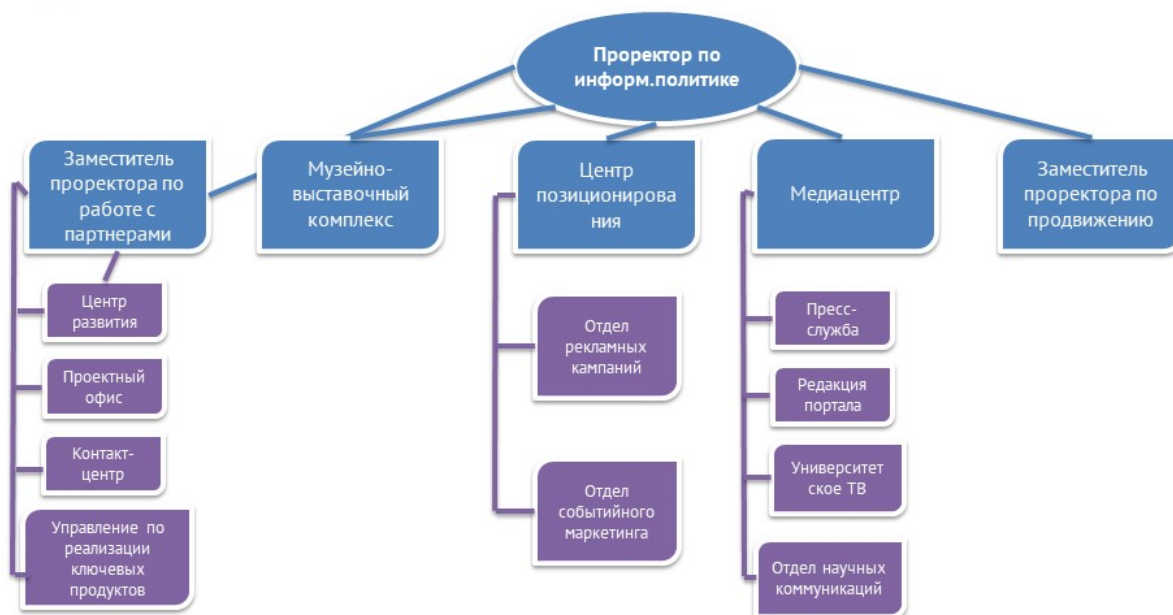 Проректор по
информ.политике
Заместитель
проректора по
работе с
партнерами
Музейно-
выставочный
комплекс
Центр
позиционирова
ния
Медиацентр
Заместитель
проректора по
продвижению
Центр
развития
Проектный
офис
Контакт-
центр
Управление по
реализации
ключевых
продуктов
Отдел
рекламных
кампаний
Отдел
событийного
маркетинга
Пресс-
служба
Редакция
портала
Университет
ское ТВ
Отдел научных
коммуникаций